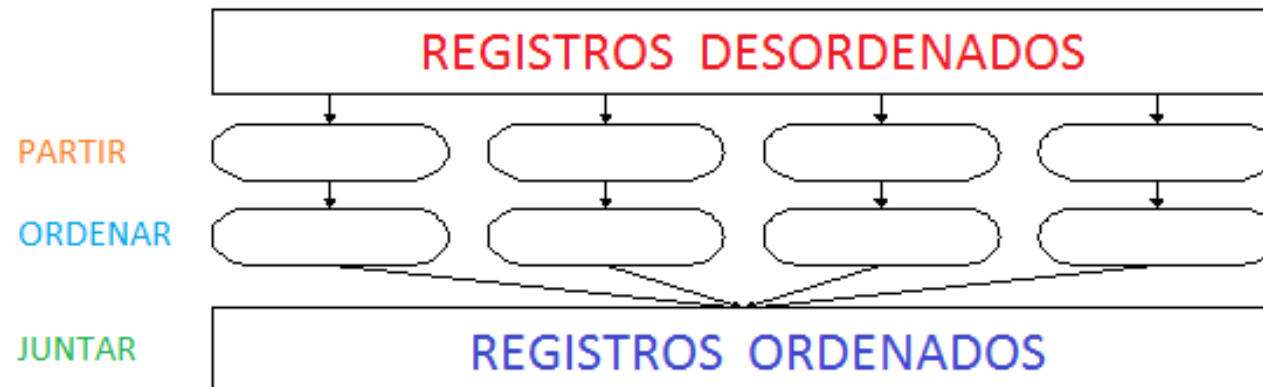 REGISTROS DESORDENADOS
PARTIR
ORDENAR
JUNTAR
REGISTROS ORDENADOS